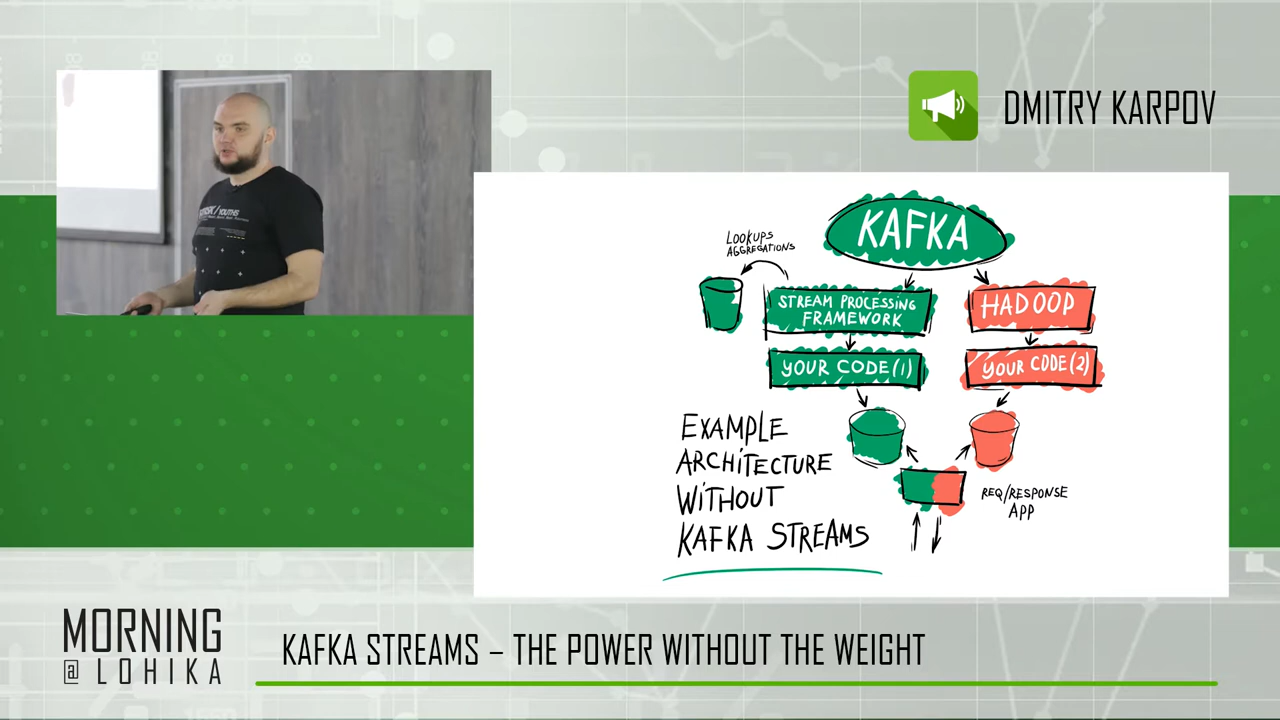 DMITRY KARPOV
KAFKA
LOOKUPS
AGGREGATIONS
STREAM PROCESSING
FRAMEWORK
HADOOP
YOUR CODE(1)
YOUR CODE(2)
EXAMPLE
ARCHITECTURE
WITHOUT
KAFKA STREAMS
REQ/RESPONSE
APP
MORNING
@ LOHIKA
KAFKA STREAMS – THE POWER WITHOUT THE WEIGHT